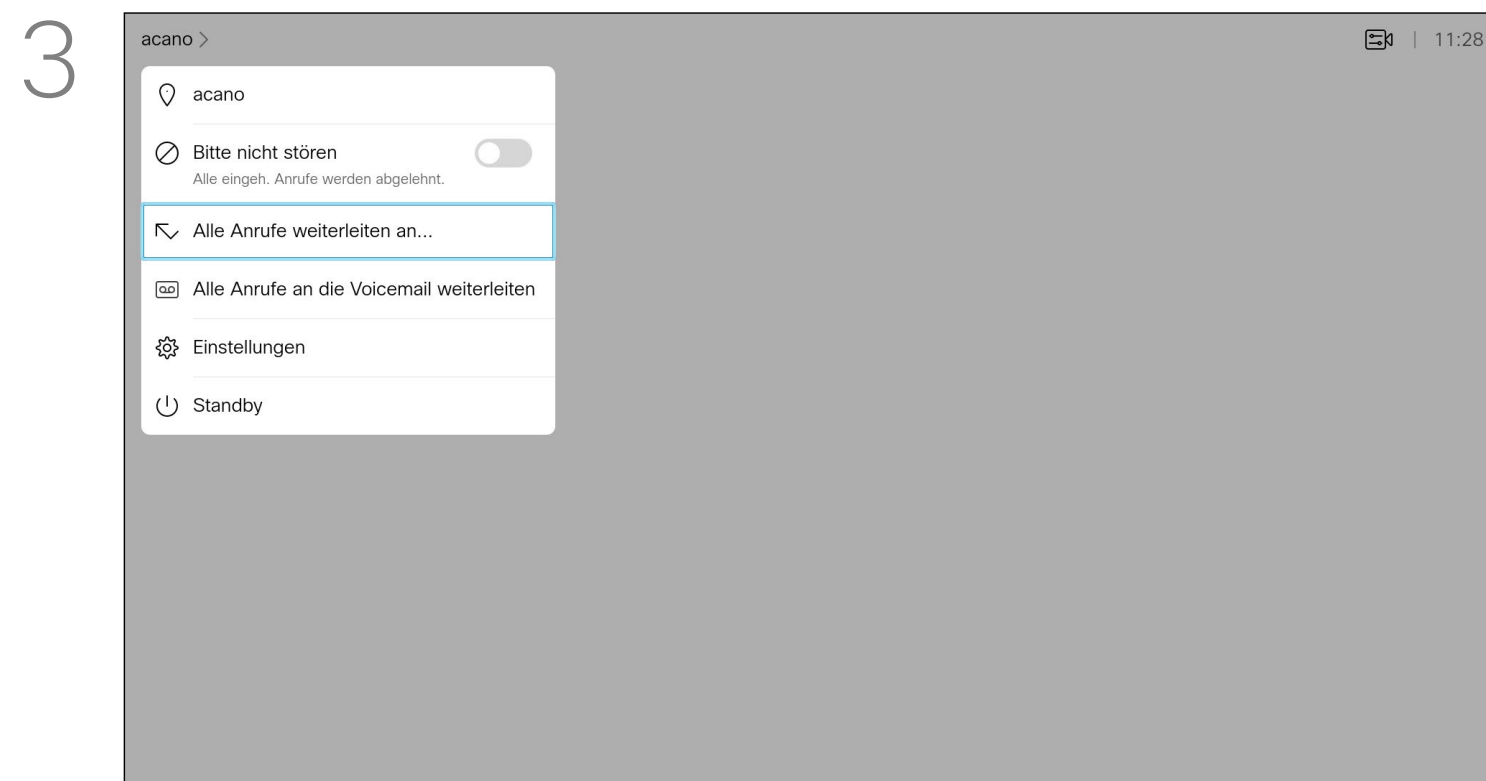 3
acano >
11:28
acano
Bitte nicht stören
Alle eingeh. Anrufe werden abgelehnt.
Alle Anrufe weiterleiten an...
Alle Anrufe an die Voicemail weiterleiten
Einstellungen
Standby